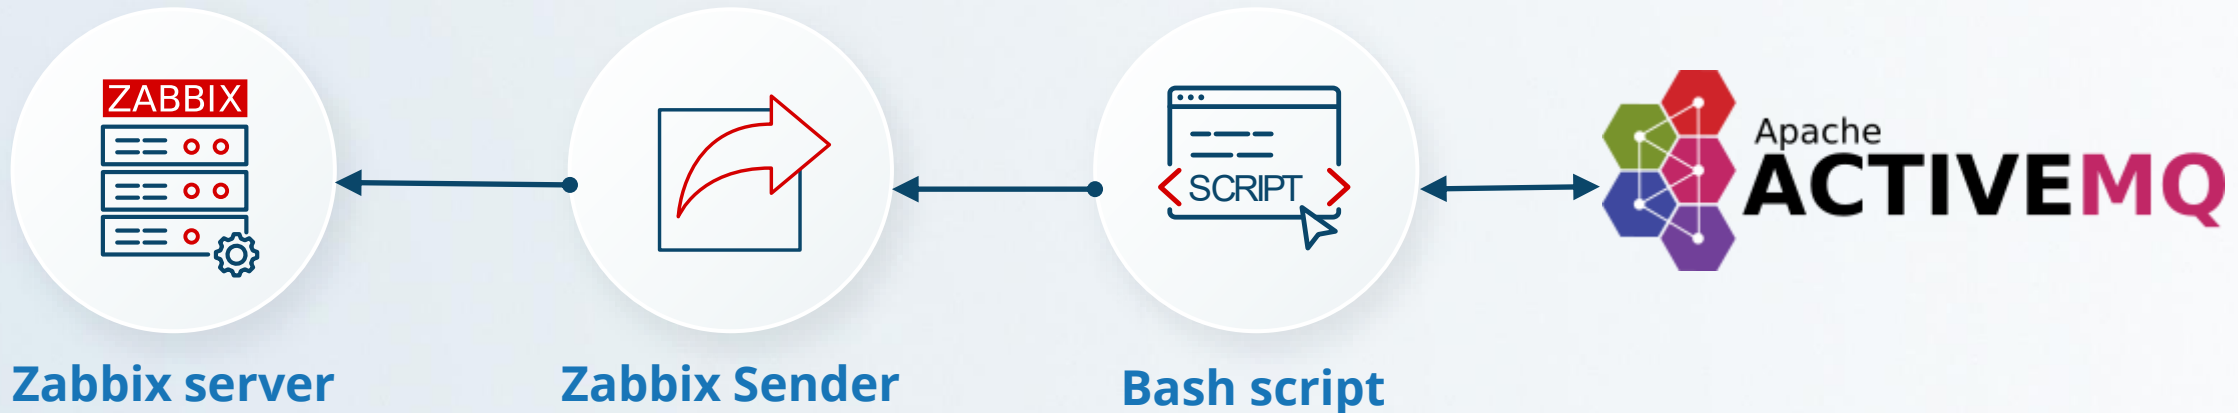 ZABBIX
SCRIPT
Apache
ACTIVEMQ
Zabbix server
Zabbix Sender
Bash script